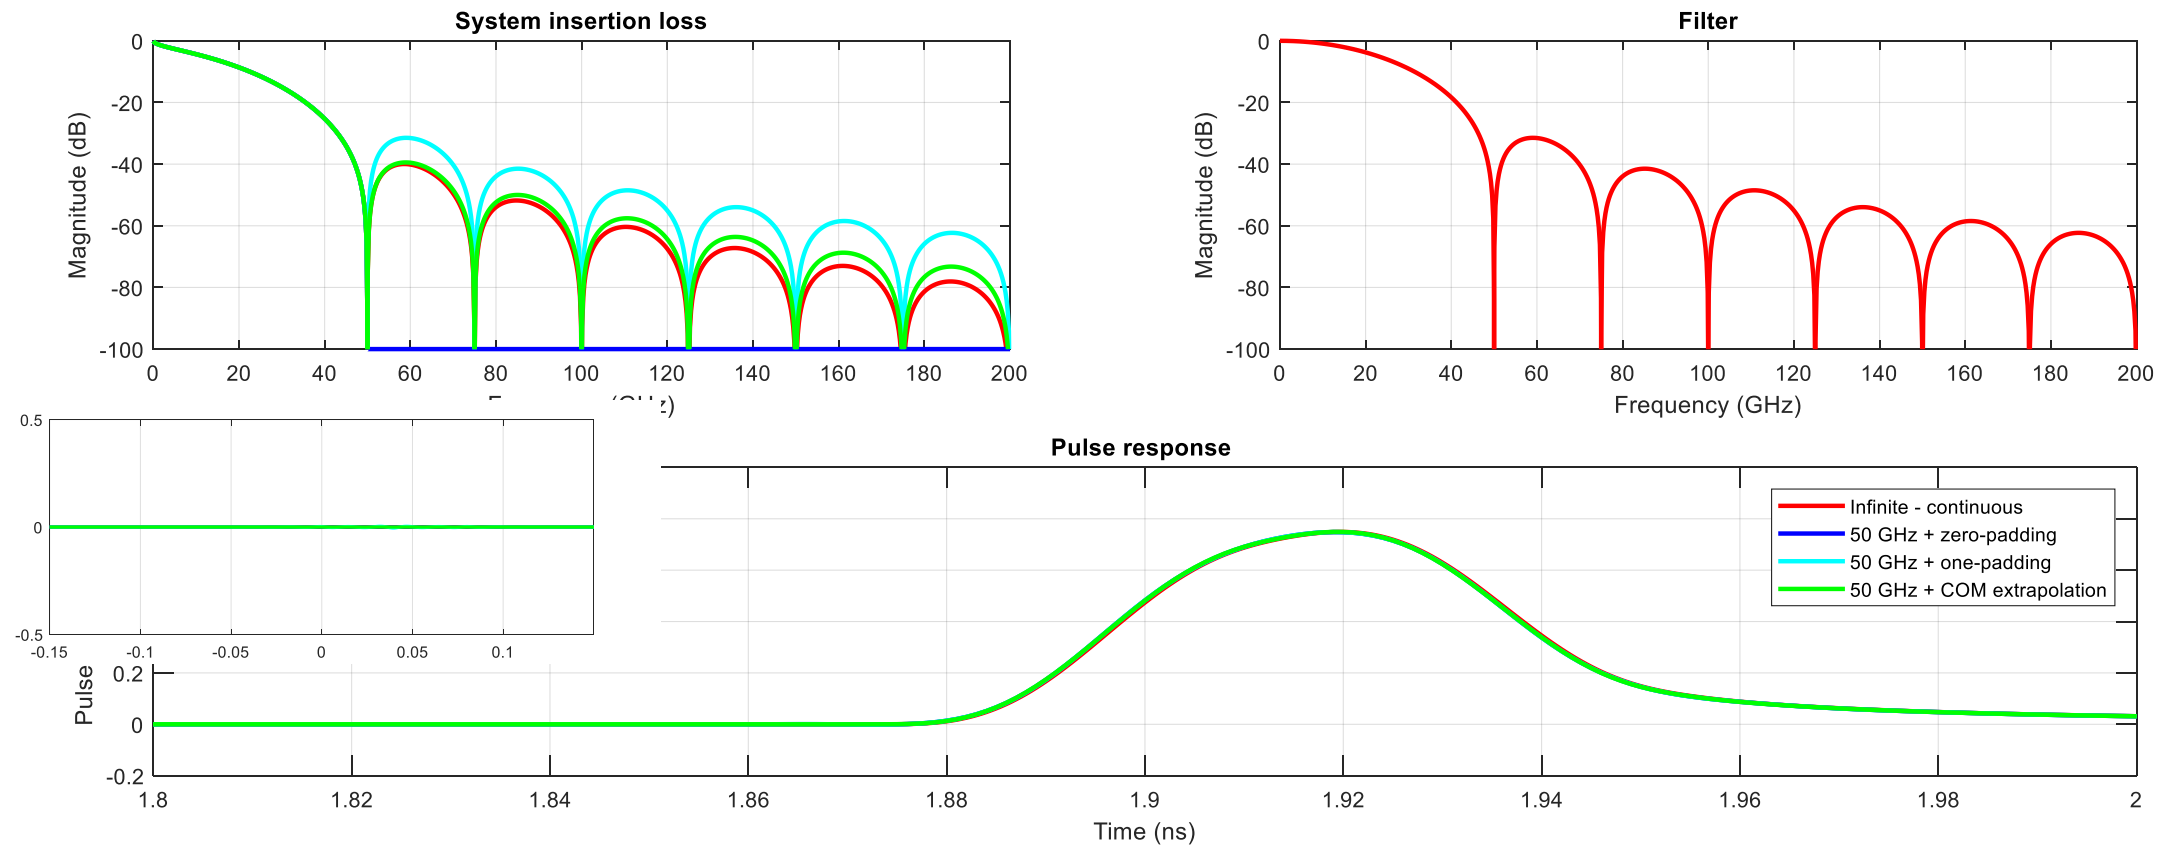 System insertion loss
Filter
Magnitude (dB)
0
-20
-40
-60
-80
-100
0 20 40 60 80 100 120 140 160 180 200
Magnitude (dB)
0
-20
-40
-60
-80
-100
0 20 40 60 80 100 120 140 160 180 200
Frequency (GHz)
0.5
0
-0.5
-0.15 -0.1 -0.05 0 0.05 0.1
Pulse response
Infinite - continuous
50 GHz + zero-padding
50 GHz + one-padding
50 GHz + COM extrapolation
Pulse
0.2
0
-0.2
1.8 1.82 1.84 1.86 1.88 1.9 1.92 1.94 1.96 1.98 2
Time (ns)